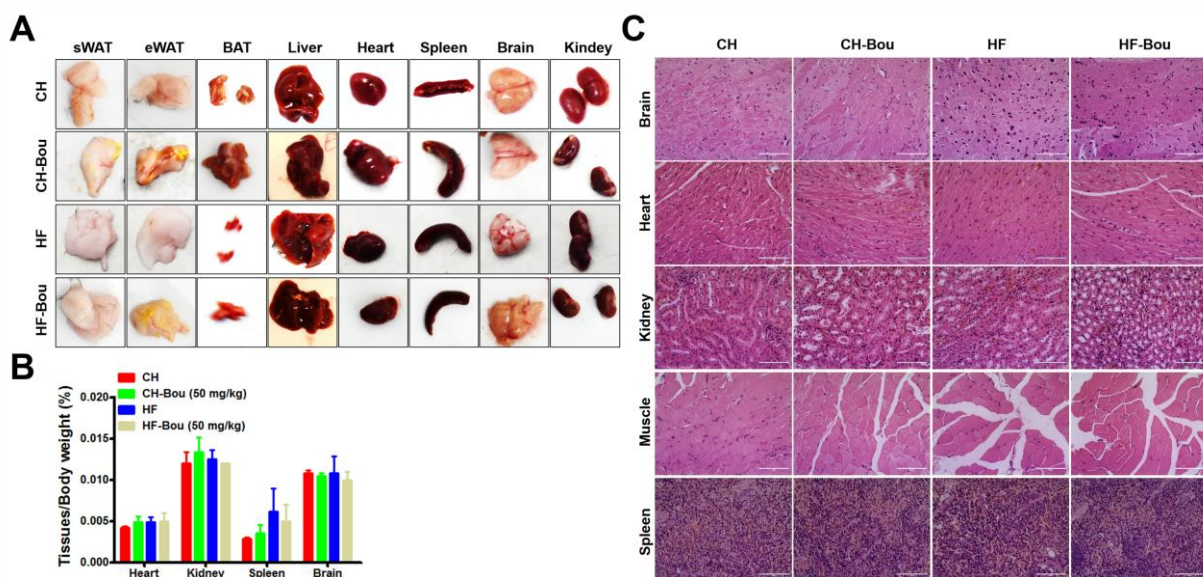 A
sWAT eWAT BAT Liver Heart Spleen Brain Kindey
CH
CH-Bou
HF
HF-Bou
B
CH
CH-Bou (50 mg/kg)
HF
HF-Bou (50 mg/kg)
Tissues/Body weight (%)
0.020
0.015
0.010
0.005
0.000
Heart Kidney Spleen Brain
C
CH CH-Bou HF HF-Bou
Brain
Heart
Kidney
Muscle
Spleen